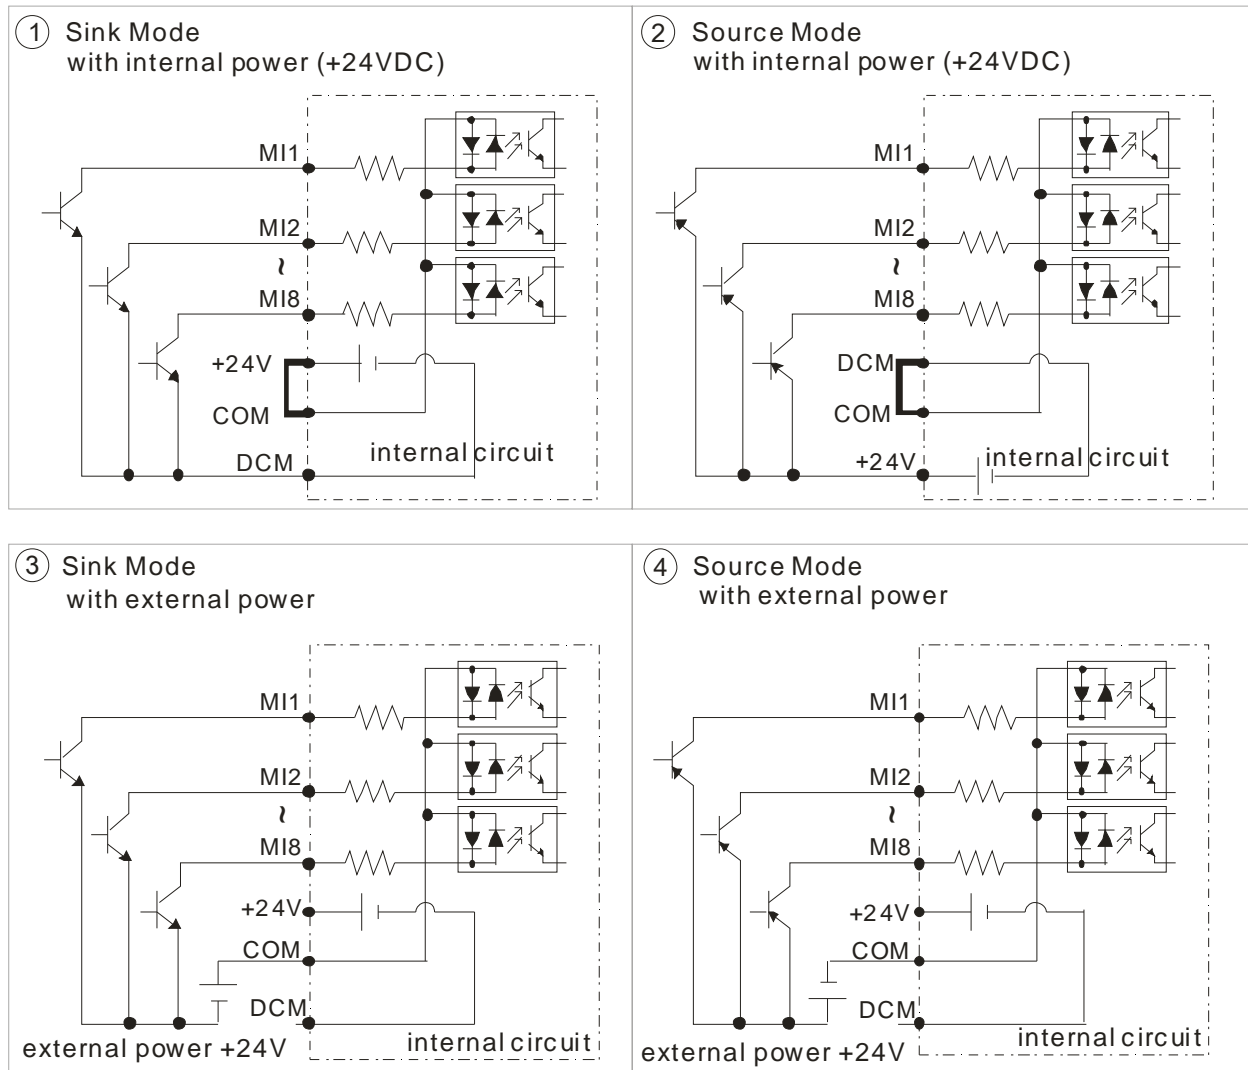 1 Sink Mode
with internal power (+24VDC)
MI1
MI2
~
MI8
+24V
COM
DCM
internal circuit
2 Source Mode
with internal power (+24VDC)
MI1
MI2
~
MI8
DCM
COM
+24V
internal circuit
3 Sink Mode
with external power
MI1
MI2
~
MI8
+24V
COM
DCM
external power +24V
internal circuit
4 Source Mode
with external power
MI1
MI2
~
MI8
+24V
COM
DCM
external power +24V
internal circuit